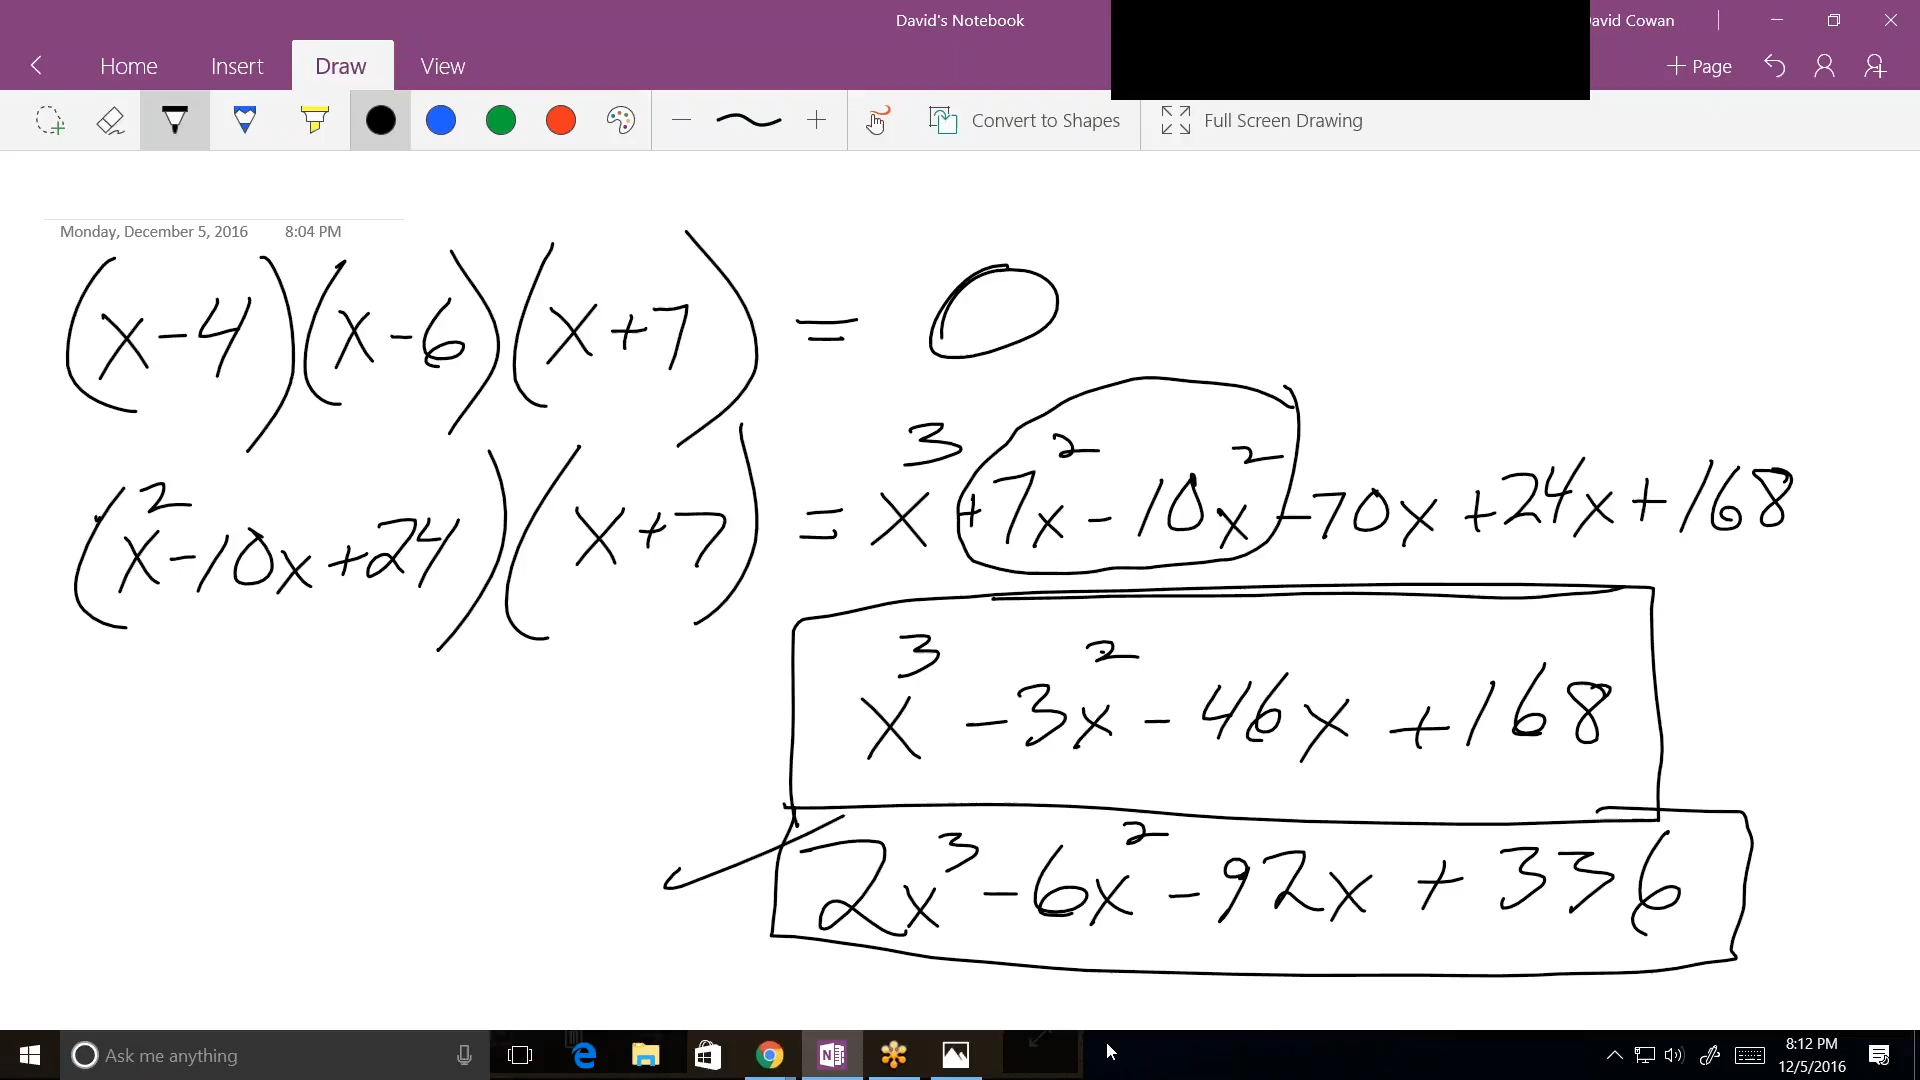 David's Notebook
avid Cowan
Home Insert Draw View
+ Page
Convert to Shapes Full Screen Drawing
Monday, December 5, 2016 8:04 PM
(x-4)(x-6)(x+7) = 0
(x²-10x+24)(x+7) = x³+7x²-10x²-70x+24x+168
x³-3x²-46x+168
2x³-6x²-92x+336
Ask me anything
8:12 PM
12/5/2016